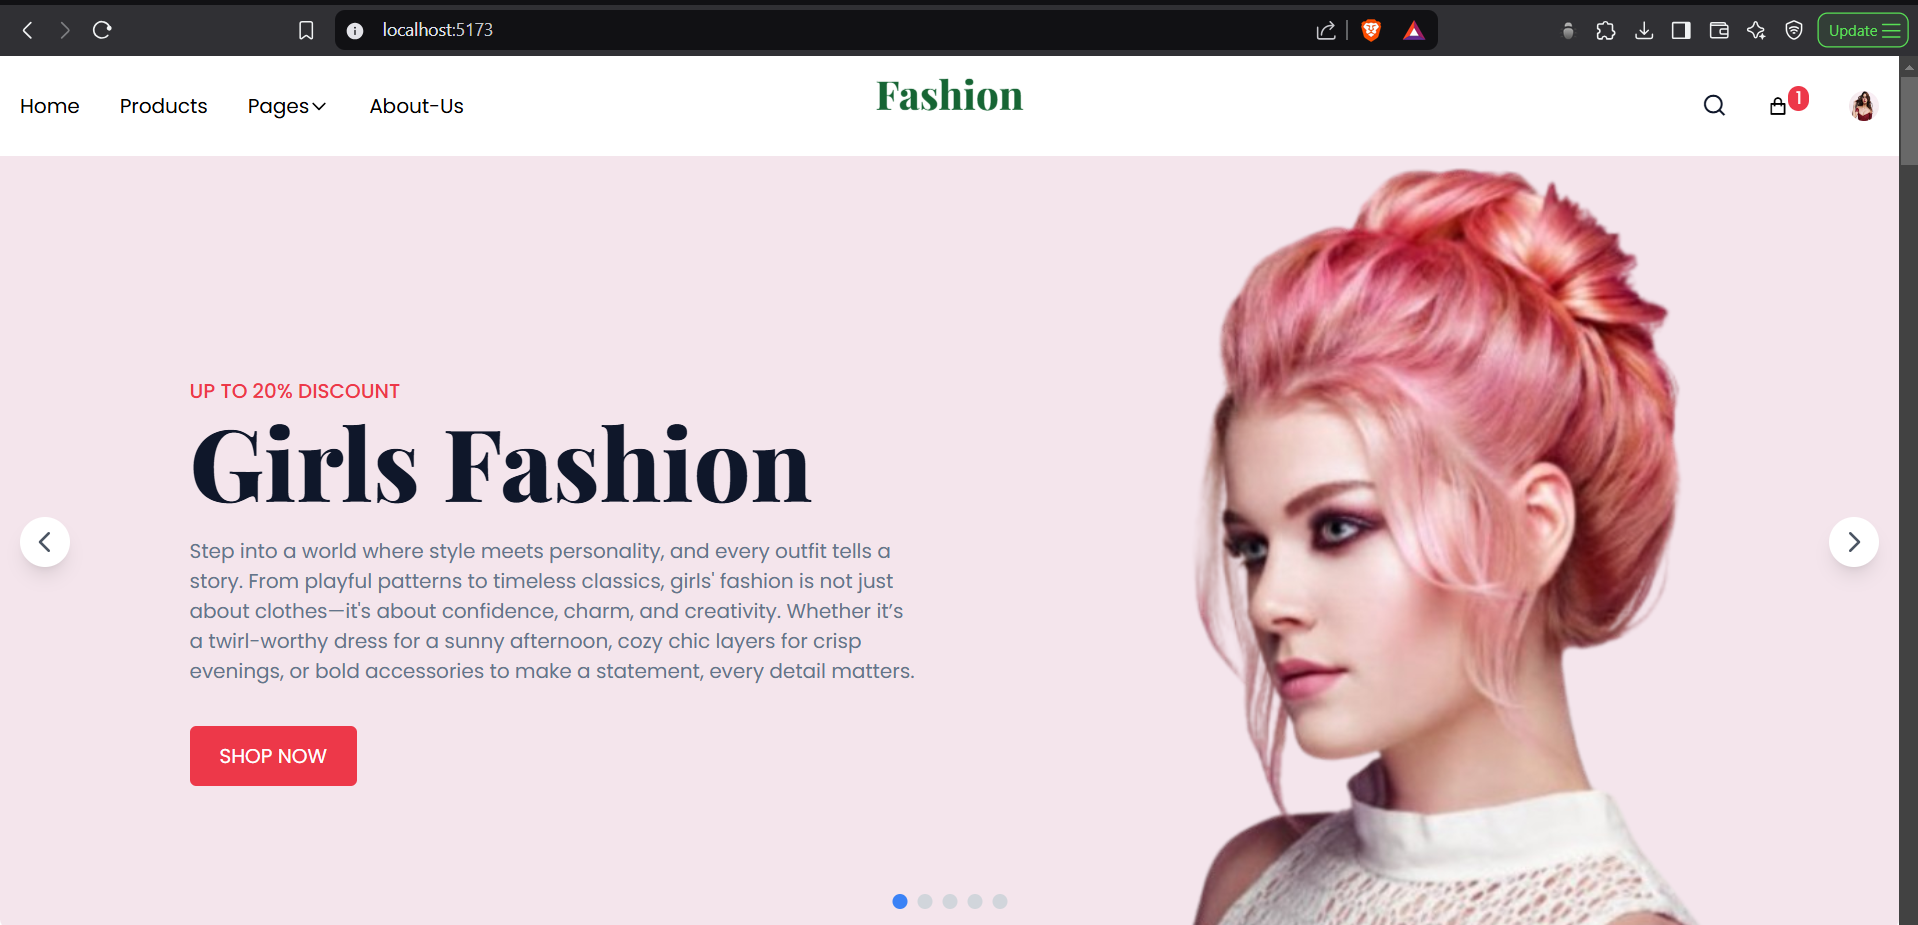 localhost:5173
Update
Home Products Pages About-Us
Fashion
1
UP TO 20% DISCOUNT
Girls Fashion
Step into a world where style meets personality, and every outfit tells a
story. From playful patterns to timeless classics, girls' fashion is not just
about clothes—it's about confidence, charm, and creativity. Whether it’s
a twirl-worthy dress for a sunny afternoon, cozy chic layers for crisp
evenings, or bold accessories to make a statement, every detail matters.
SHOP NOW